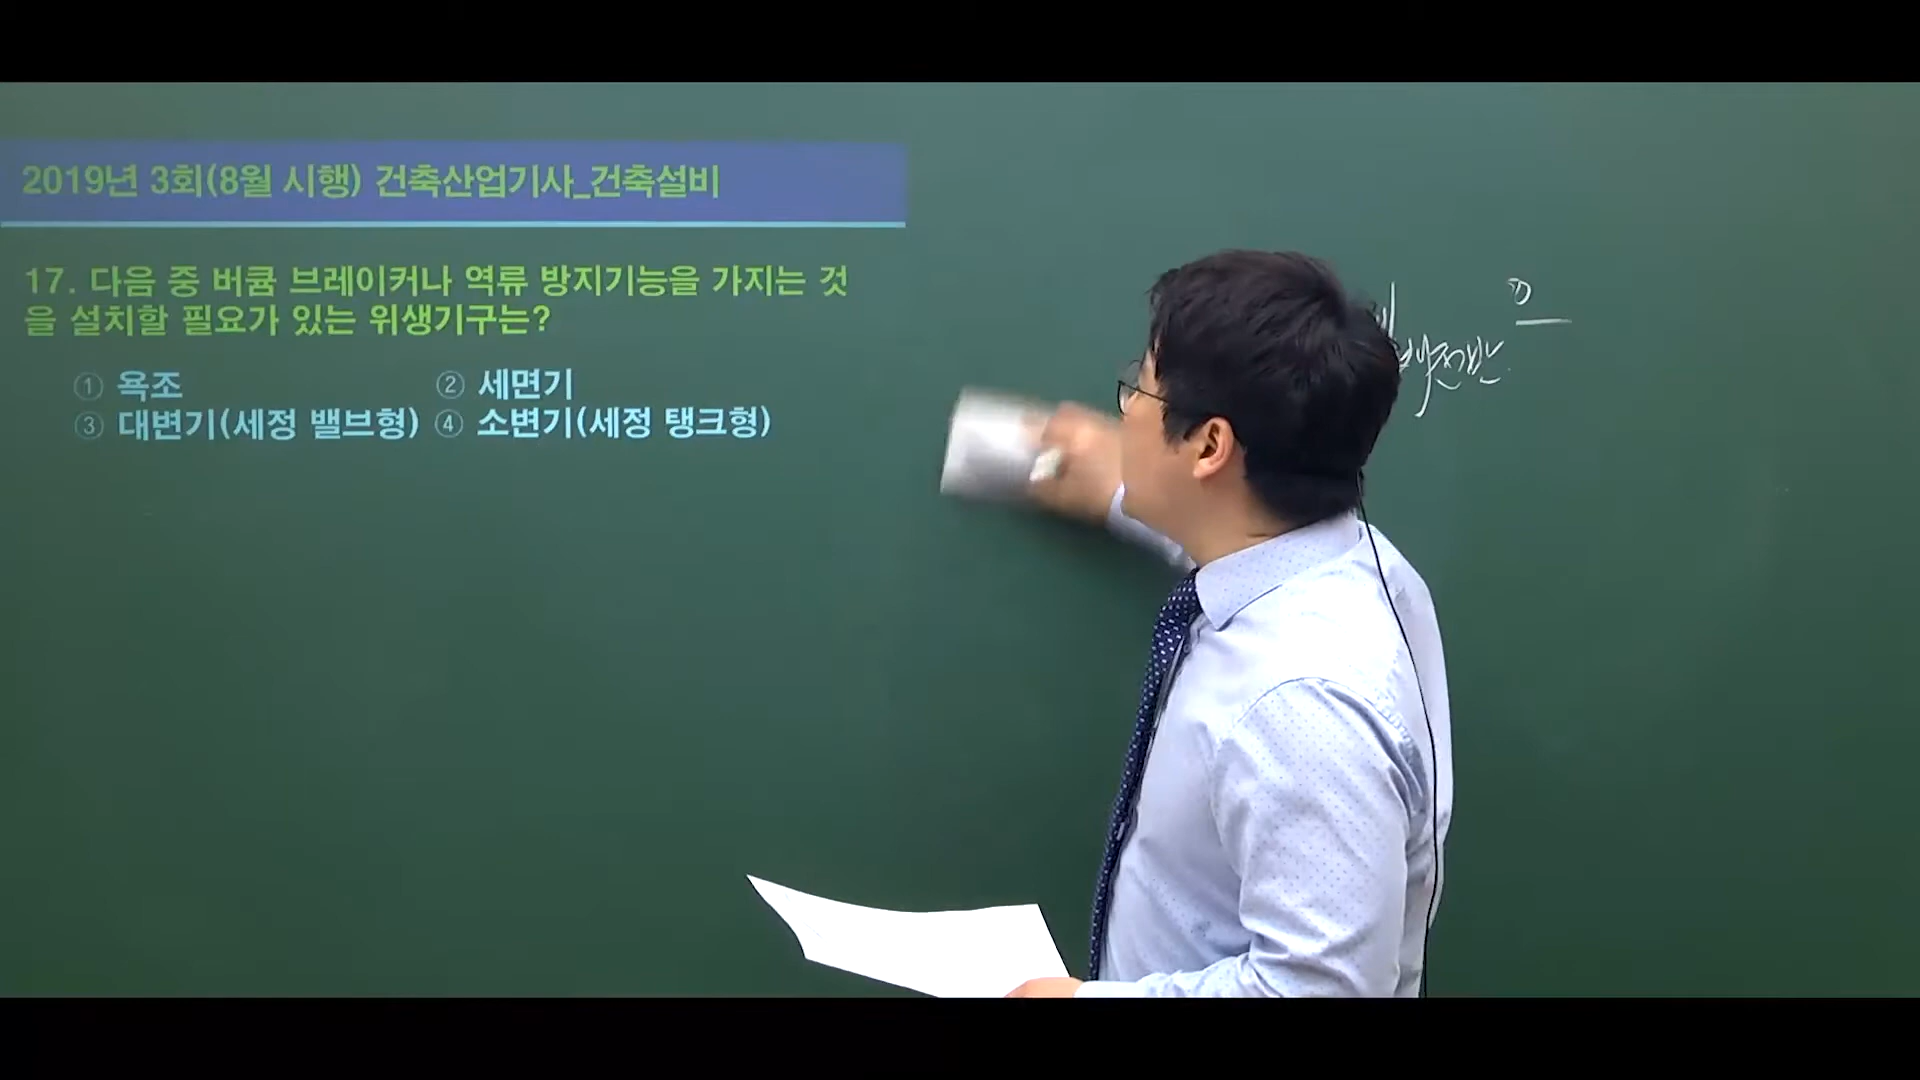 2019년 3회(8월 시행) 건축산업기사_건축설비
17. 다음 중 버큠 브레이커나 역류 방지기능을 가지는 것
을 설치할 필요가 있는 위생기구는?
① 욕조 ② 세면기
③ 대변기(세정 밸브형) ④ 소변기(세정 탱크형)